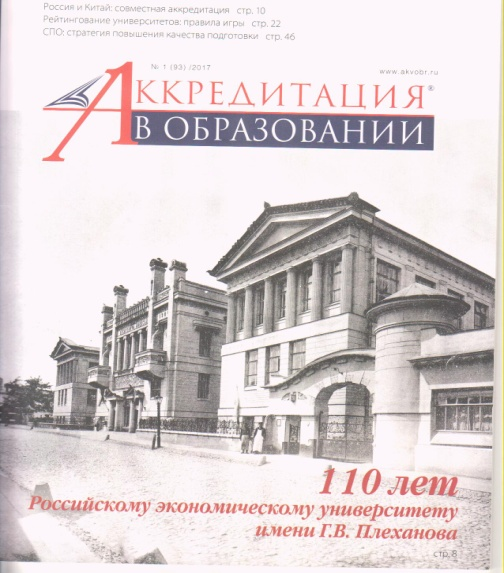 Россия и Китай: совместная аккредитация стр. 10
Рейтингование университетов: правила игры стр. 22
СПО: стратегия повышения качества подготовки стр. 46
№ 1 (93) /2017
www.akvobr.ru
АККРЕДИТАЦИЯ®
В ОБРАЗОВАНИИ
110 лет
Российскому экономическому университету
имени Г.В. Плеханова
стр. 8